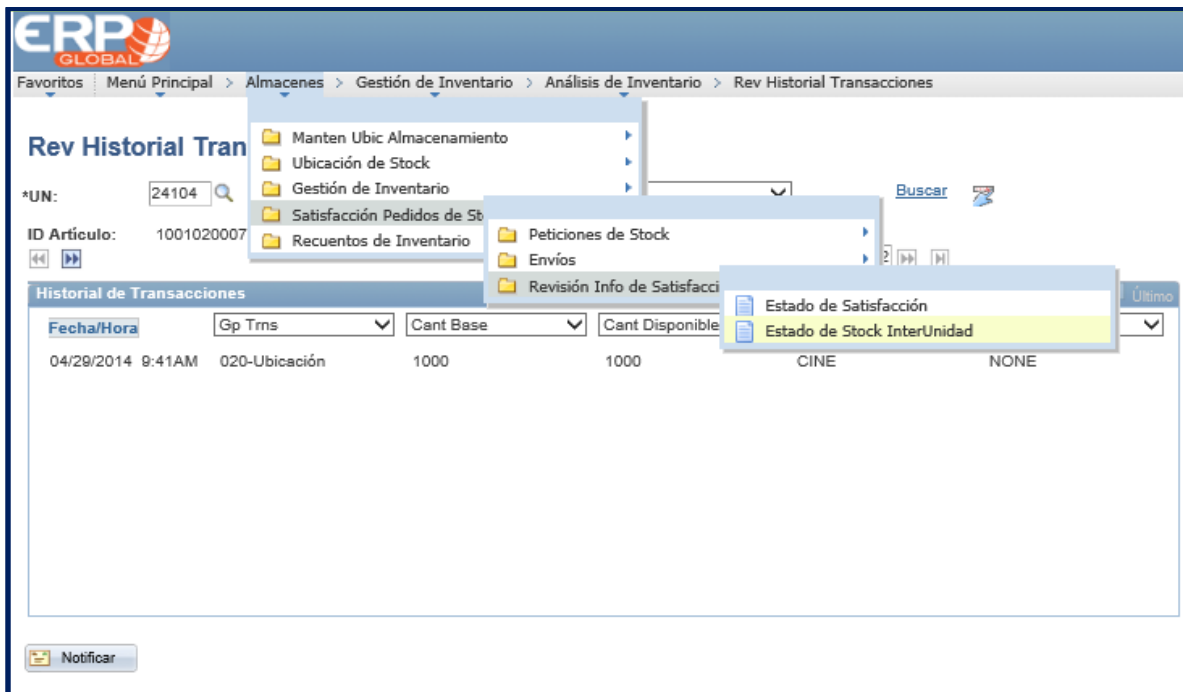 ERP
GLOBAL
Favoritos Menú Principal > Almacenes > Gestión de Inventario > Análisis de Inventario > Rev Historial Transacciones
Manten Ubic Almacenamiento
Ubicación de Stock
Gestión de Inventario
Satisfacción Pedidos de St
Recuentos de Inventario
Peticiones de Stock
Envíos
Revisión Info de Satisfacci
Estado de Satisfacción
Estado de Stock InterUnidad
Rev Historial Tran
*UN: 24104 Buscar
ID Artículo: 1001020007
Historial de Transacciones Último
Fecha/Hora Gp Trns Cant Base Cant Disponible
04/29/2014 9:41AM 020-Ubicación 1000 1000 CINE NONE
Notificar